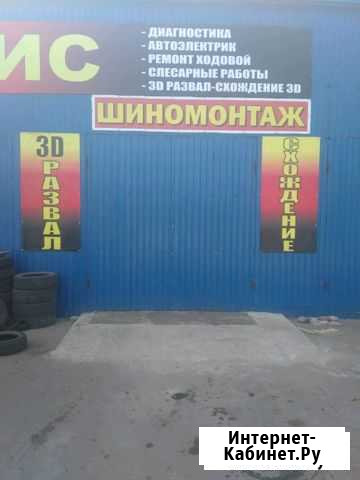 ИС
- ДИАГНОСТИКА
- АВТОЭЛЕКТРИК
- РЕМОНТ ХОДОВОЙ
- СЛЕСАРНЫЕ РАБОТЫ
- 3D РАЗВАЛ-СХОЖДЕНИЕ 3D
ШИНОМОНТАЖ
3D РАЗВАЛ
СХОЖДЕНИЕ
Интернет-
Кабинет.Ру